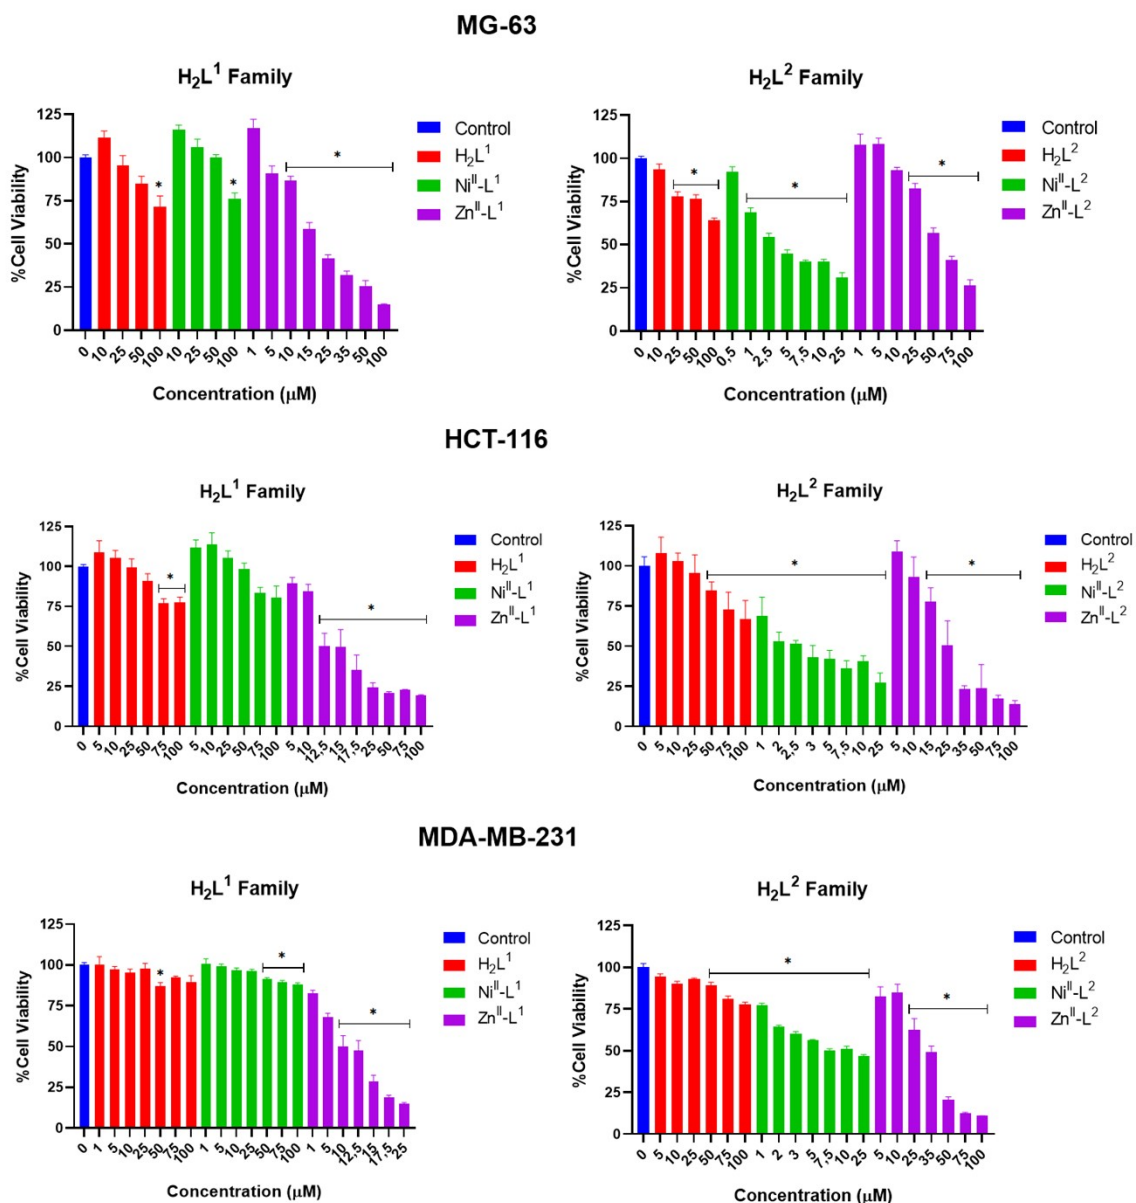 MG-63
H₂L¹ Family
%Cell Viability
125
100
75
50
25
0
*
*
*
Control
H₂L¹
Niᴵᴵ-L¹
Znᴵᴵ-L¹
0 10 25 50 100 10 25 50 100 1 5 10 15 25 35 50 100
Concentration (μM)
H₂L² Family
%Cell Viability
125
100
75
50
25
0
*
*
*
Control
H₂L²
Niᴵᴵ-L²
Znᴵᴵ-L²
0 10 25 50 100 0,5 1 2,5 5 7,5 10 25 1 5 10 25 50 75 100
Concentration (μM)
HCT-116
H₂L¹ Family
%Cell Viability
125
100
75
50
25
0
*
*
Control
H₂L¹
Niᴵᴵ-L¹
Znᴵᴵ-L¹
0 5 10 25 50 75 100 5 10 25 50 75 100 5 10 12,5 15 17,5 25 50 75 100
Concentration (μM)
H₂L² Family
%Cell Viability
125
100
75
50
25
0
*
*
Control
H₂L²
Niᴵᴵ-L²
Znᴵᴵ-L²
0 5 10 25 50 75 100 1 2 2,5 3 5 7,5 10 25 5 10 15 25 35 50 75 100
Concentration (μM)
MDA-MB-231
H₂L¹ Family
%Cell Viability
125
100
75
50
25
0
*
*
*
Control
H₂L¹
Niᴵᴵ-L¹
Znᴵᴵ-L¹
0 1 5 10 25 50 75 100 1 5 10 25 50 75 100 1 5 10 12,5 15 17,5 25
Concentration (μM)
H₂L² Family
%Cell Viability
125
100
75
50
25
0
*
*
Control
H₂L²
Niᴵᴵ-L²
Znᴵᴵ-L²
0 5 10 25 50 75 100 1 2 3 5 7,5 10 25 5 10 25 35 50 75 100
Concentration (μM)